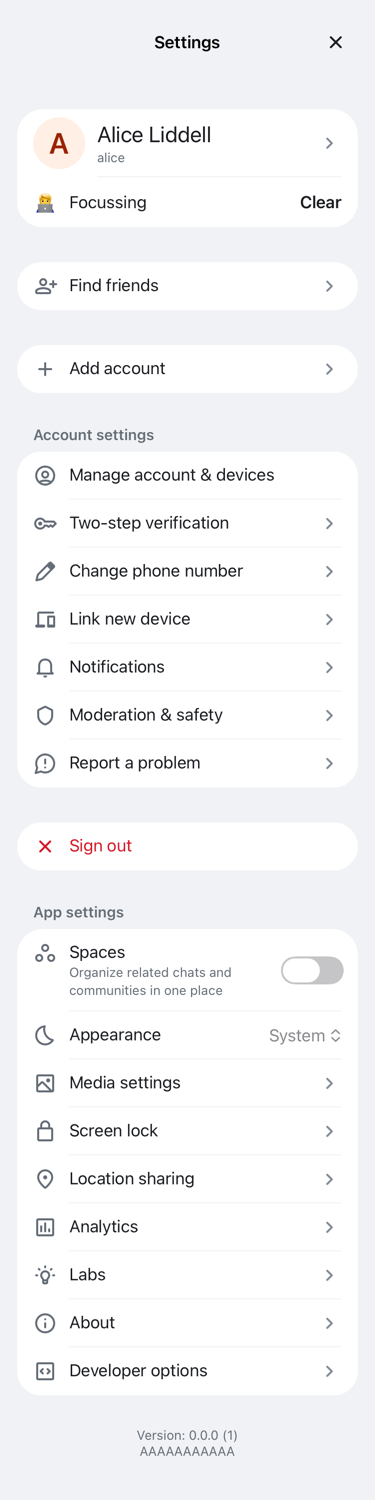 Settings
A
Alice Liddell
alice
Focussing
Clear
Find friends
Add account
Account settings
Manage account & devices
Two-step verification
Change phone number
Link new device
Notifications
Moderation & safety
Report a problem
Sign out
App settings
Spaces
Organize related chats and
communities in one place
Appearance
System
Media settings
Screen lock
Location sharing
Analytics
Labs
About
Developer options
Version: 0.0.0 (1)
AAAAAAAAAAA